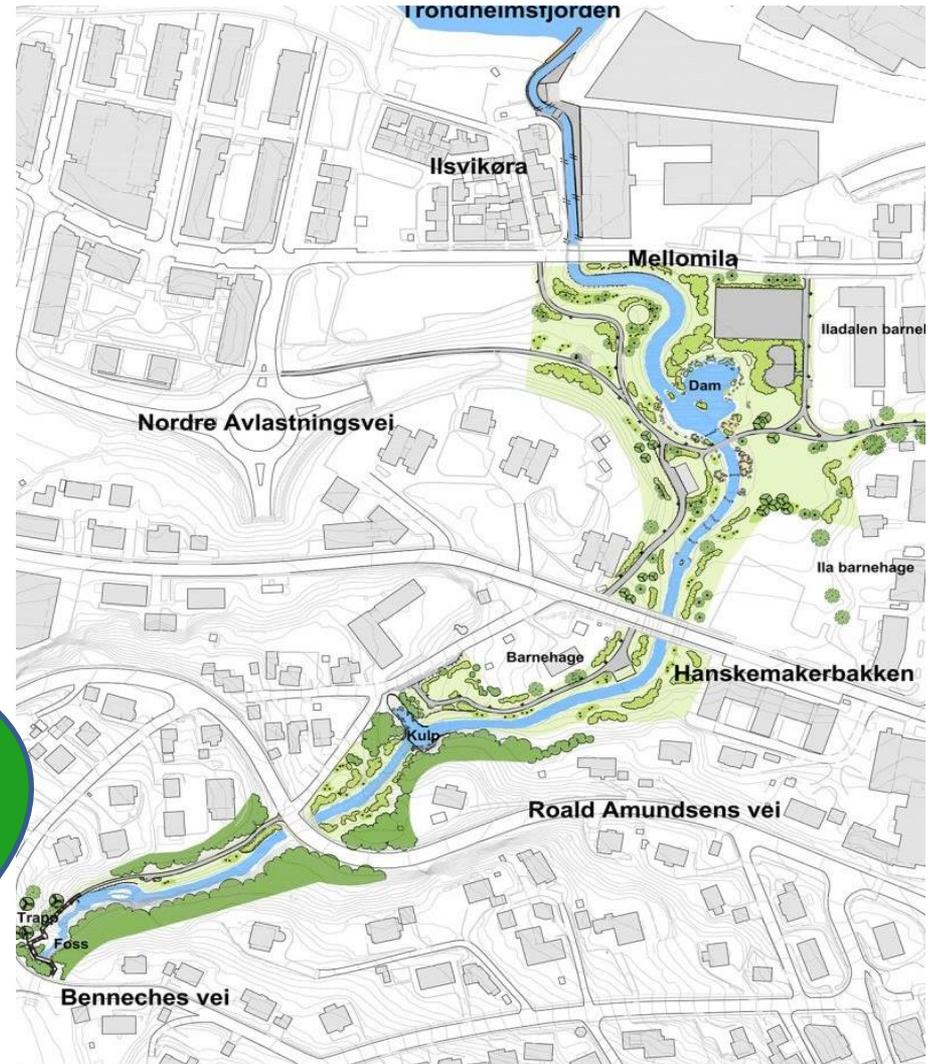 Trondheimsfjorden
Ilsvikøra
Mellomila
Iladalen barneh
Dam
Nordre Avlastningsvei
Ila barnehage
Barnehage
Hanskemakerbakken
Kulp
Roald Amundsens vei
Trapp
Foss
Benneches vei